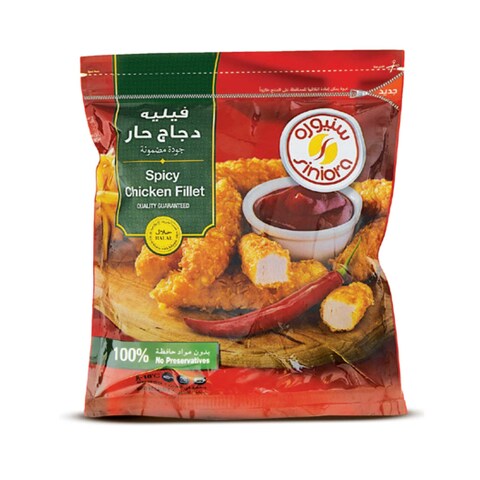 جديد
فيليه
دجاج حار
جودة مضمونة
Spicy
Chicken Fillet
QUALITY GUARANTEED
حلال
HALAL
سنيورة
siniora
100%
بدون مواد حافظة
No Preservatives